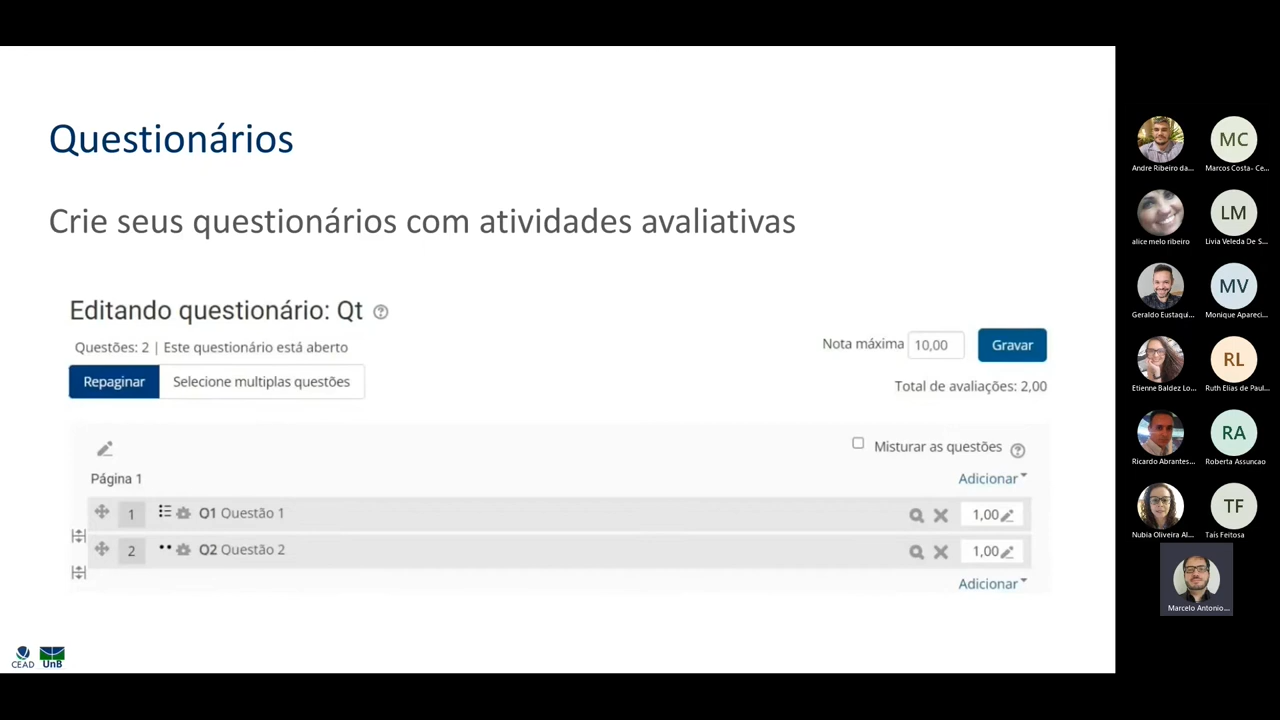 Questionários
Crie seus questionários com atividades avaliativas
Editando questionário: Qt
Questões: 2 | Este questionário está aberto
Nota máxima 10,00 Gravar
Repaginar Selecione multiplas questões
Total de avaliações: 2,00
Misturar as questões
Página 1
Adicionar
1 O1 Questão 1 1,00
2 O2 Questão 2 1,00
Adicionar
CEAD UnB
Andre Ribeiro da...
MC
Marcos Costa- Ce...
alice melo ribeiro
LM
Livia Veleda De S...
Geraldo Eustaqui...
MV
Monique Apareci...
Etienne Baldez Lo...
RL
Ruth Elias de Paul...
Ricardo Abrantes...
RA
Roberta Assuncao
Nubia Oliveira Al...
TF
Taís Feitosa
Marcelo Antonio...